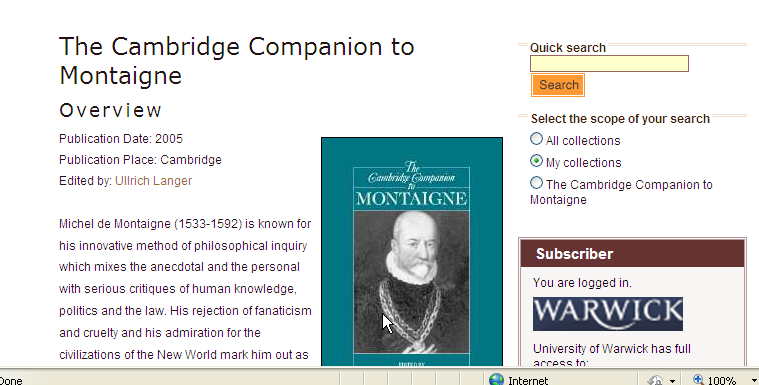 The Cambridge Companion to
Montaigne
Overview
Publication Date: 2005
Publication Place: Cambridge
Edited by: Ullrich Langer
Michel de Montaigne (1533-1592) is known for
his innovative method of philosophical inquiry
which mixes the anecdotal and the personal
with serious critiques of human knowledge,
politics and the law. His rejection of fanaticism
and cruelty and his admiration for the
civilizations of the New World mark him out as
The
Cambridge Companion
to
MONTAIGNE
EDITED BY
Quick search
Search
Select the scope of your search
All collections
My collections
The Cambridge Companion to
Montaigne
Subscriber
You are logged in.
WARWICK
University of Warwick has full
access to:
Done
Internet
100%